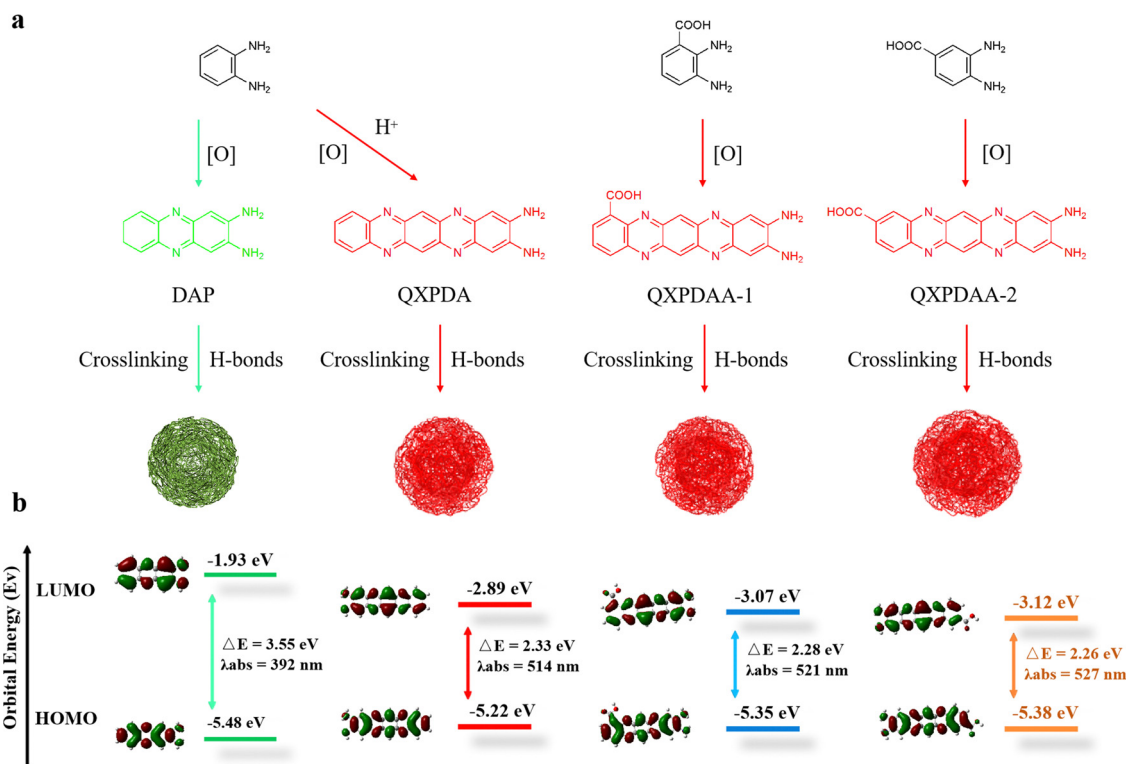 a
NH2
NH2
COOH
NH2
NH2
HOOC
NH2
NH2
[O]
[O]
H+
[O]
[O]
N
N
NH2
NH2
N
N
N
N
NH2
NH2
COOH
N
N
N
N
NH2
NH2
HOOC
N
N
N
N
NH2
NH2
DAP
QXPDA
QXPDAA-1
QXPDAA-2
Crosslinking H-bonds
Crosslinking H-bonds
Crosslinking H-bonds
Crosslinking H-bonds
b
Orbital Energy (Ev)
LUMO
HOMO
-1.93 eV
△E = 3.55 eV
λabs = 392 nm
-5.48 eV
-2.89 eV
△E = 2.33 eV
λabs = 514 nm
-5.22 eV
-3.07 eV
△E = 2.28 eV
λabs = 521 nm
-5.35 eV
-3.12 eV
△E = 2.26 eV
λabs = 527 nm
-5.38 eV